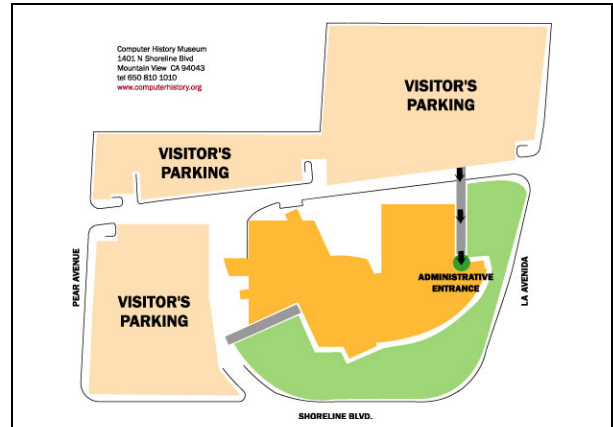 Computer History Museum
1401 N Shoreline Blvd
Mountain View CA 94043
tel 650 810 1010
www.computerhistory.org
VISITOR'S
PARKING
VISITOR'S
PARKING
PEAR AVENUE
VISITOR'S
PARKING
ADMINISTRATIVE
ENTRANCE
LA AVENIDA
SHORELINE BLVD.